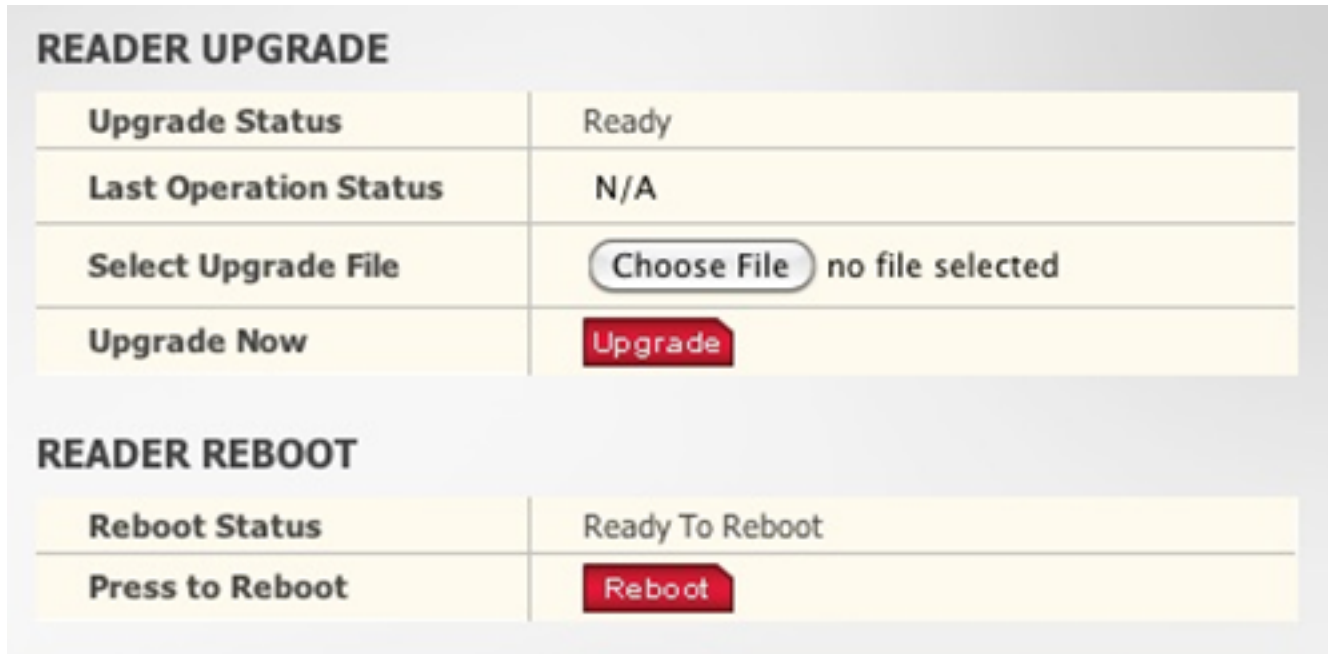 READER UPGRADE
Upgrade Status Ready
Last Operation Status N/A
Select Upgrade File Choose File no file selected
Upgrade Now Upgrade
READER REBOOT
Reboot Status Ready To Reboot
Press to Reboot Reboot